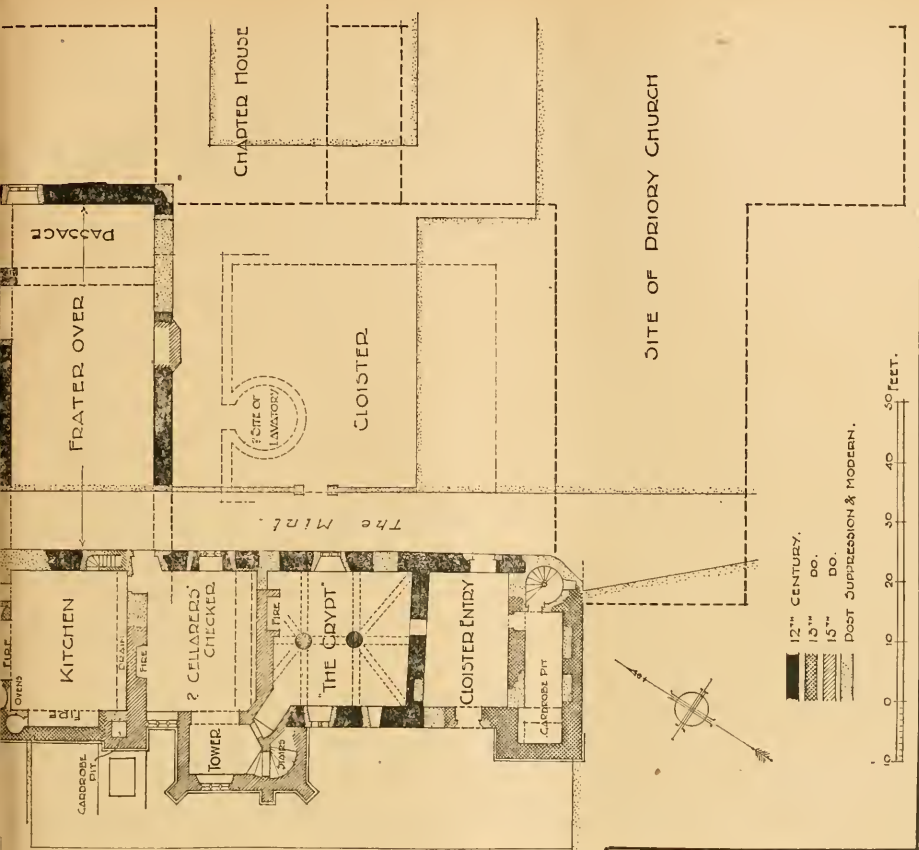 CHAPTER HOUSE
SITE OF PRIORY CHURCH
PASSAGE
FRATER OVER
CLOISTER
? SITE OF
LAVATORY
The Mint.
FIRE
OVENS
KITCHEN
FIRE
DRAIN
FIRE
? CELLARERS'
CHECKER
FIRE
"THE CRYPT"
CLOISTER ENTRY
GARDROBE PIT
GARDROBE
PIT
TOWER
STAIRS
12TH CENTURY.
13TH DO.
15TH DO.
POST SUPPRESSION & MODERN.
10 0 10 20 30 40 50 FEET.